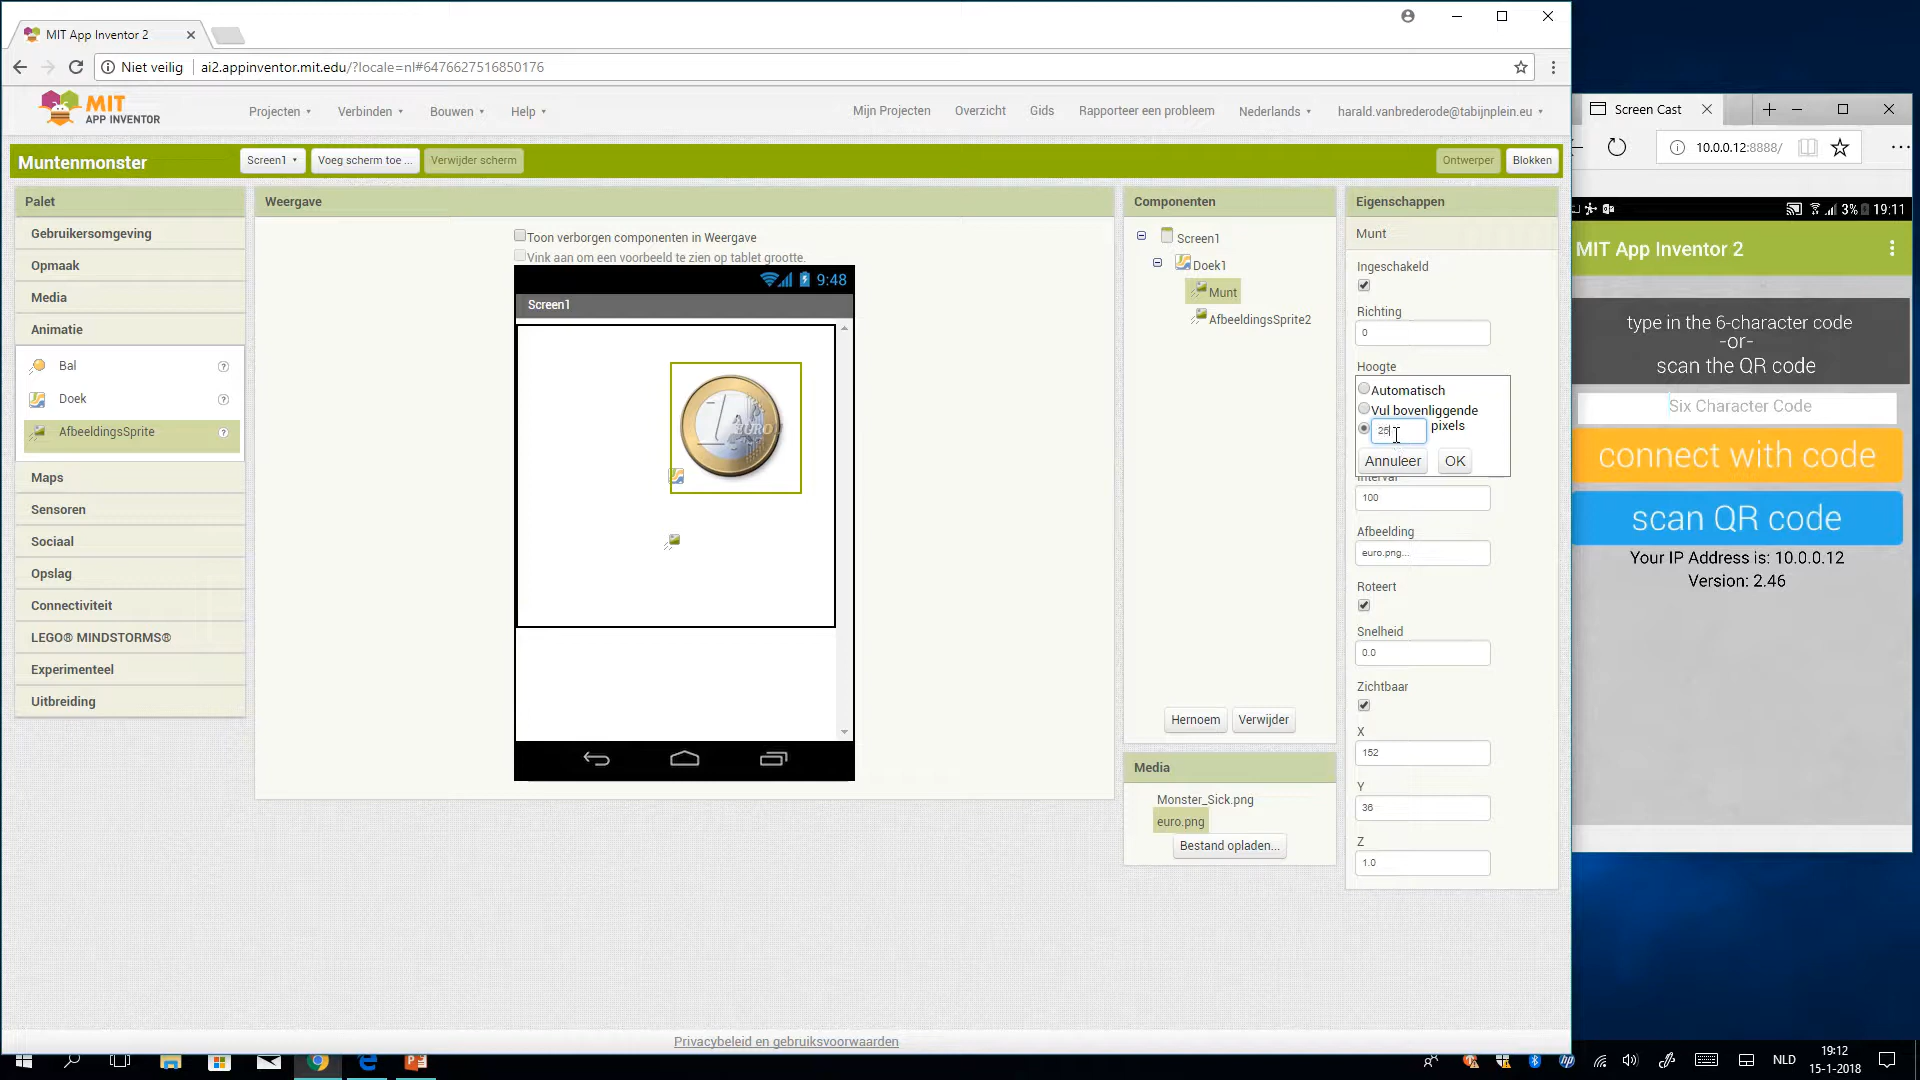 MIT App Inventor 2
Niet veilig
ai2.appinventor.mit.edu/?locale=nl#6476627516850176
MIT
APP INVENTOR
Projecten
Verbinden
Bouwen
Help
Mijn Projecten
Overzicht
Gids
Rapporteer een probleem
Nederlands
harald.vanbrederode@tabijnplein.eu
Muntenmonster
Screen1
Voeg scherm toe ...
Verwijder scherm
Ontwerper
Blokken
Palet
Gebruikersomgeving
Opmaak
Media
Animatie
Bal
Doek
AfbeeldingsSprite
Maps
Sensoren
Sociaal
Opslag
Connectiviteit
LEGO® MINDSTORMS®
Experimenteel
Uitbreiding
Weergave
Toon verborgen componenten in Weergave
Vink aan om een voorbeeld te zien op tablet grootte.
9:48
Screen1
1
EURO
Componenten
Screen1
Doek1
Munt
AfbeeldingsSprite2
Hernoem
Verwijder
Media
Monster_Sick.png
euro.png
Bestand opladen...
Eigenschappen
Munt
Ingeschakeld
Richting
0
Hoogte
Automatisch
Vul bovenliggende
25
pixels
Annuleer
OK
Interval
100
Afbeelding
euro.png...
Roteert
Snelheid
0.0
Zichtbaar
X
152
Y
36
Z
1.0
Privacybeleid en gebruiksvoorwaarden
Screen Cast
10.0.0.12:8888/
3%
19:11
MIT App Inventor 2
type in the 6-character code
-or-
scan the QR code
Six Character Code
connect with code
scan QR code
Your IP Address is: 10.0.0.12
Version: 2.46
NLD
19:12
15-1-2018